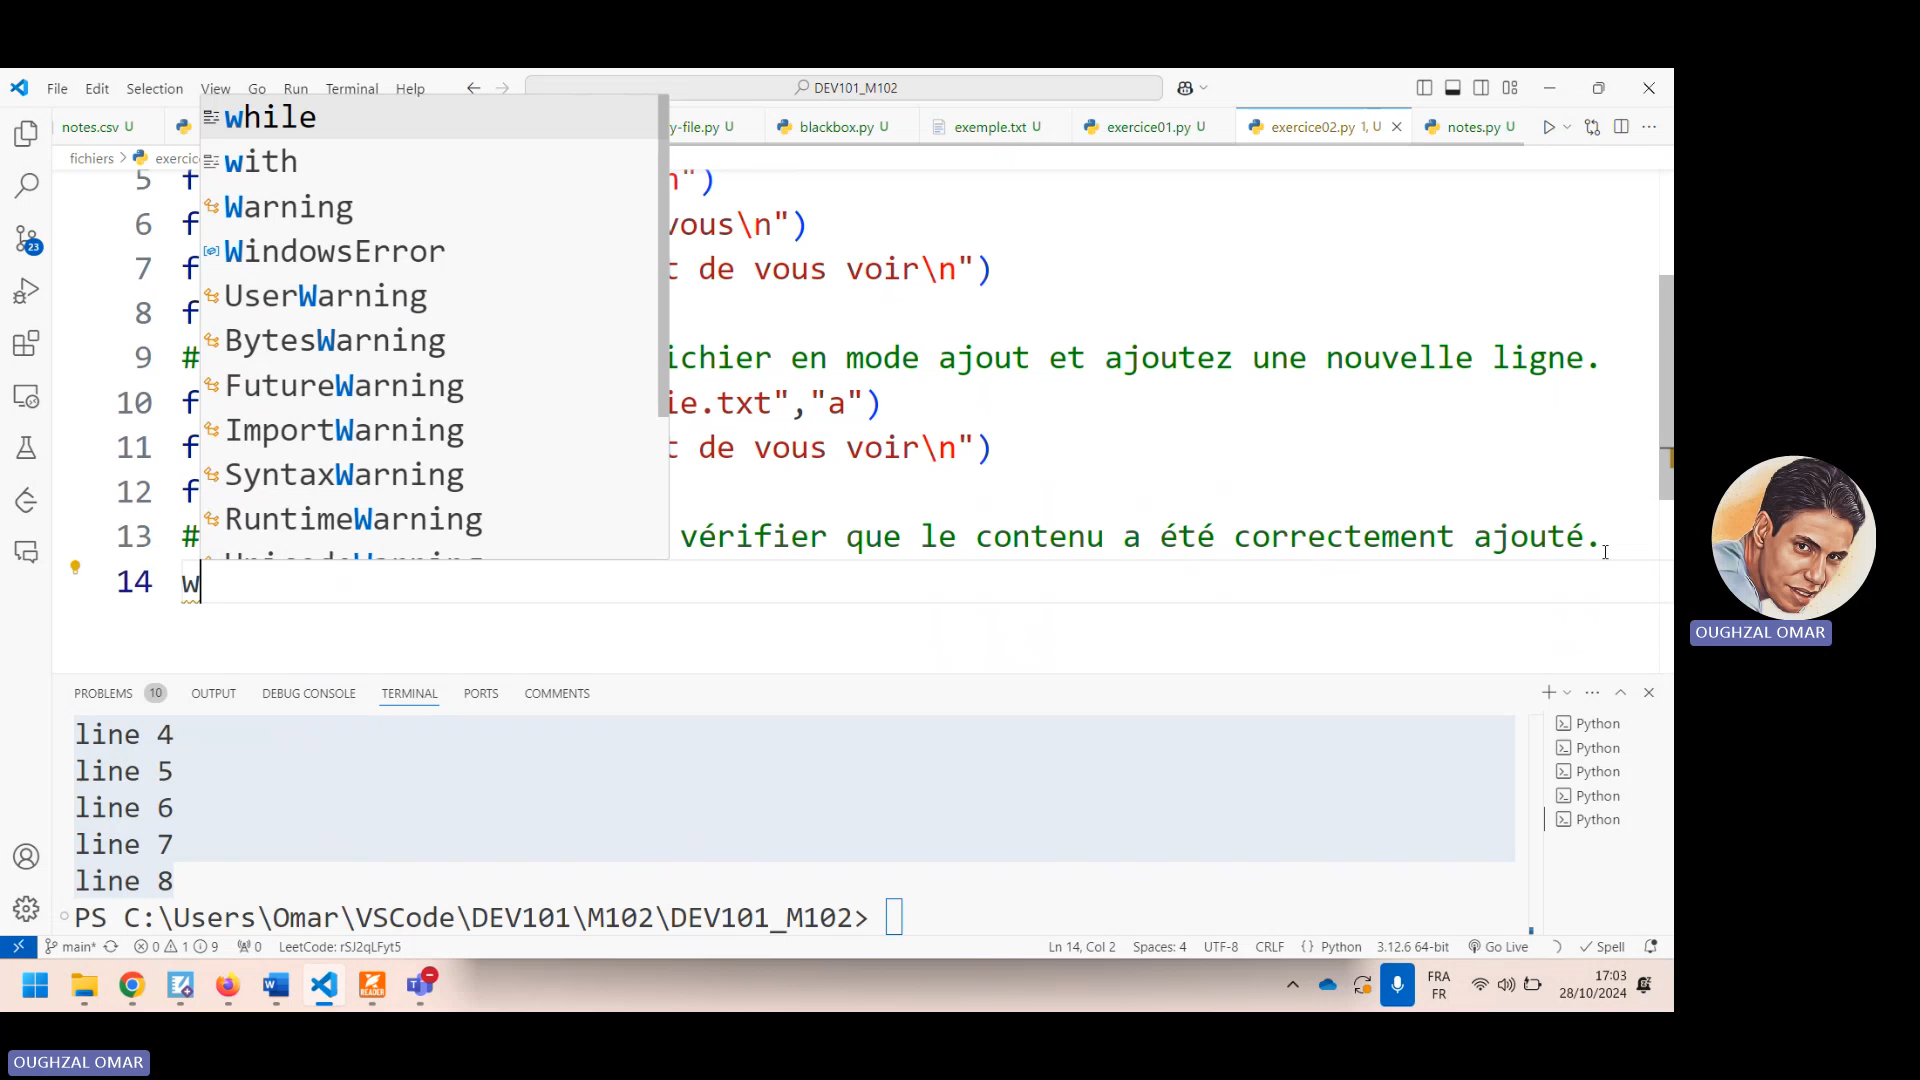 File Edit Selection View Go Run Terminal Help
DEV101_M102
notes.csv U
y-file.py U
blackbox.py U
exemple.txt U
exercice01.py U
exercice02.py 1, U
notes.py U
fichiers > exercic
while
with
Warning
WindowsError
UserWarning
BytesWarning
FutureWarning
ImportWarning
SyntaxWarning
RuntimeWarning
5 f n")
6 f vous\n")
7 f t de vous voir\n")
8 f
9 # ichier en mode ajout et ajoutez une nouvelle ligne.
10 f ie.txt","a")
11 f t de vous voir\n")
12 f
13 # vérifier que le contenu a été correctement ajouté.
14 w
PROBLEMS 10 OUTPUT DEBUG CONSOLE TERMINAL PORTS COMMENTS
line 4
line 5
line 6
line 7
line 8
PS C:\Users\Omar\VSCode\DEV101\M102\DEV101_M102>
Python
Python
Python
Python
Python
23
main* 0 1 9 0 LeetCode: rSJ2qLFyt5 Ln 14, Col 2 Spaces: 4 UTF-8 CRLF { } Python 3.12.6 64-bit Go Live Spell
READER
FRA
FR
17:03
28/10/2024
OUGHZAL OMAR
OUGHZAL OMAR